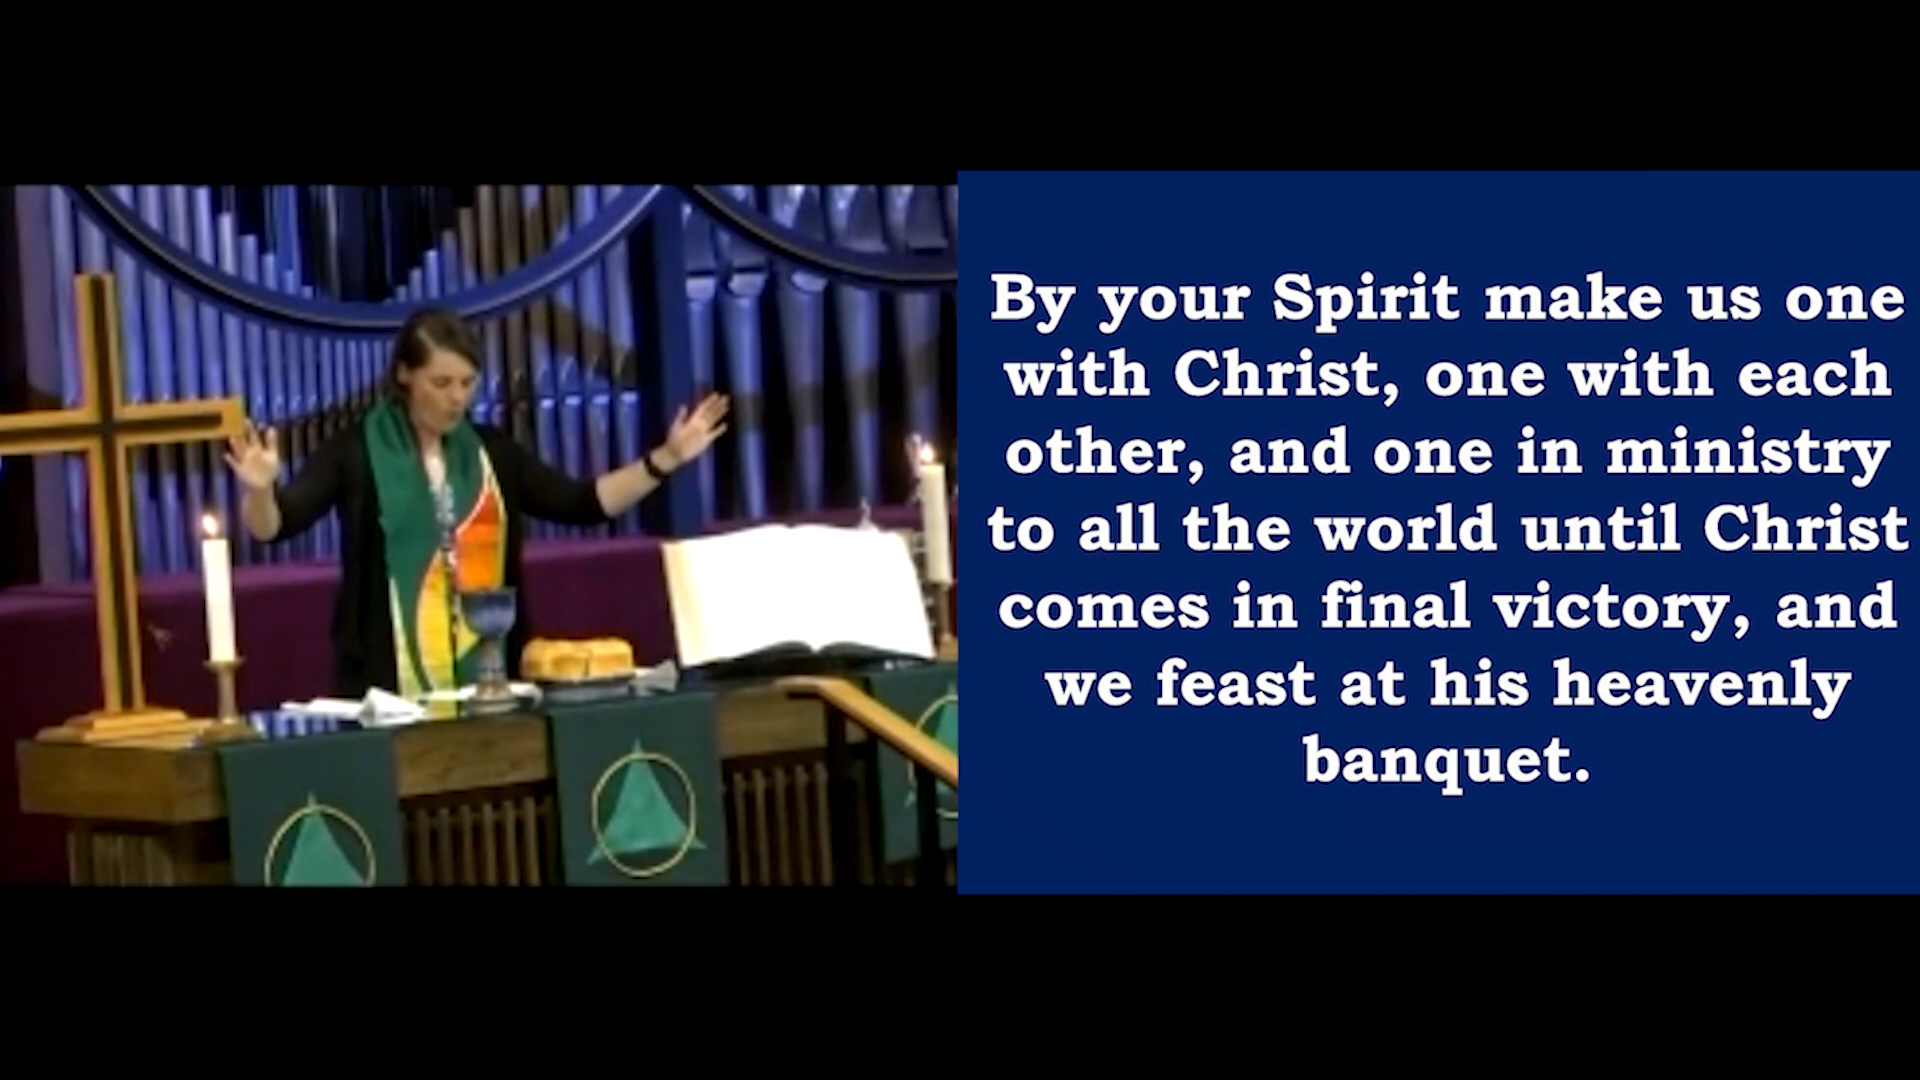 By your Spirit make us one
with Christ, one with each
other, and one in ministry
to all the world until Christ
comes in final victory, and
we feast at his heavenly
banquet.